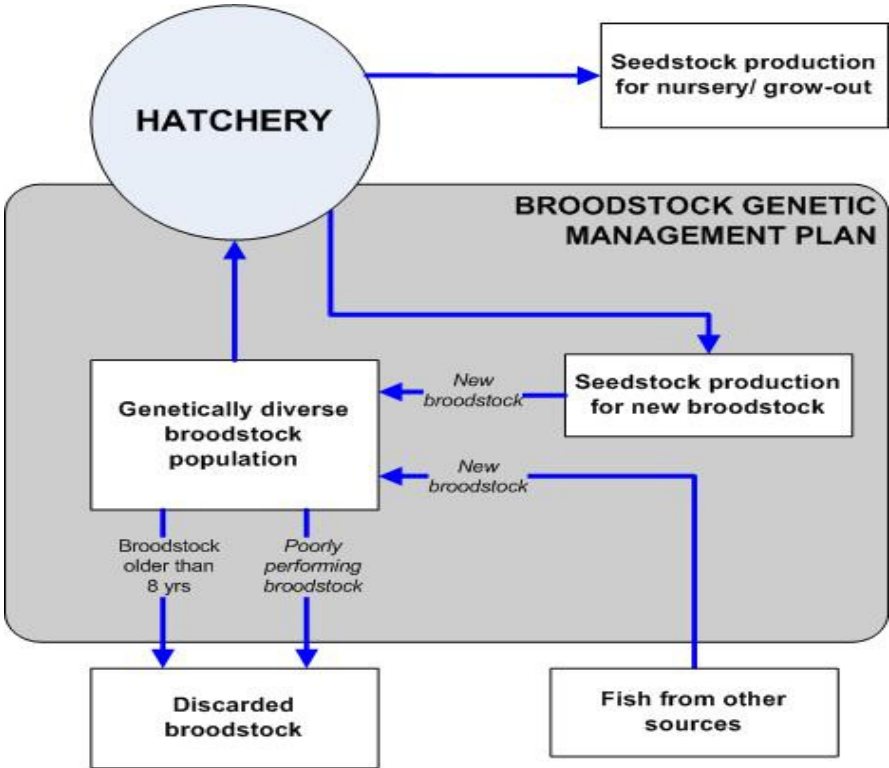 HATCHERY
Seedstock production
for nursery/ grow-out
BROODSTOCK GENETIC
MANAGEMENT PLAN
Genetically diverse
broodstock
population
New
broodstock
Seedstock production
for new broodstock
New
broodstock
Broodstock
older than
8 yrs
Poorly
performing
broodstock
Discarded
broodstock
Fish from other
sources